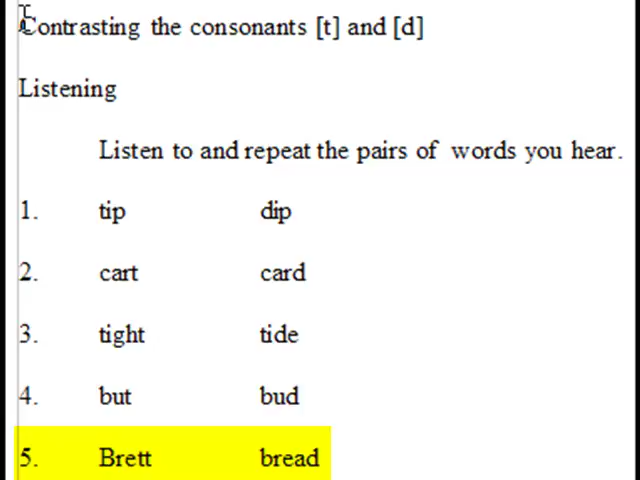 Contrasting the consonants [t] and [d]
Listening
Listen to and repeat the pairs of words you hear.
1. tip dip
2. cart card
3. tight tide
4. but bud
5. Brett bread